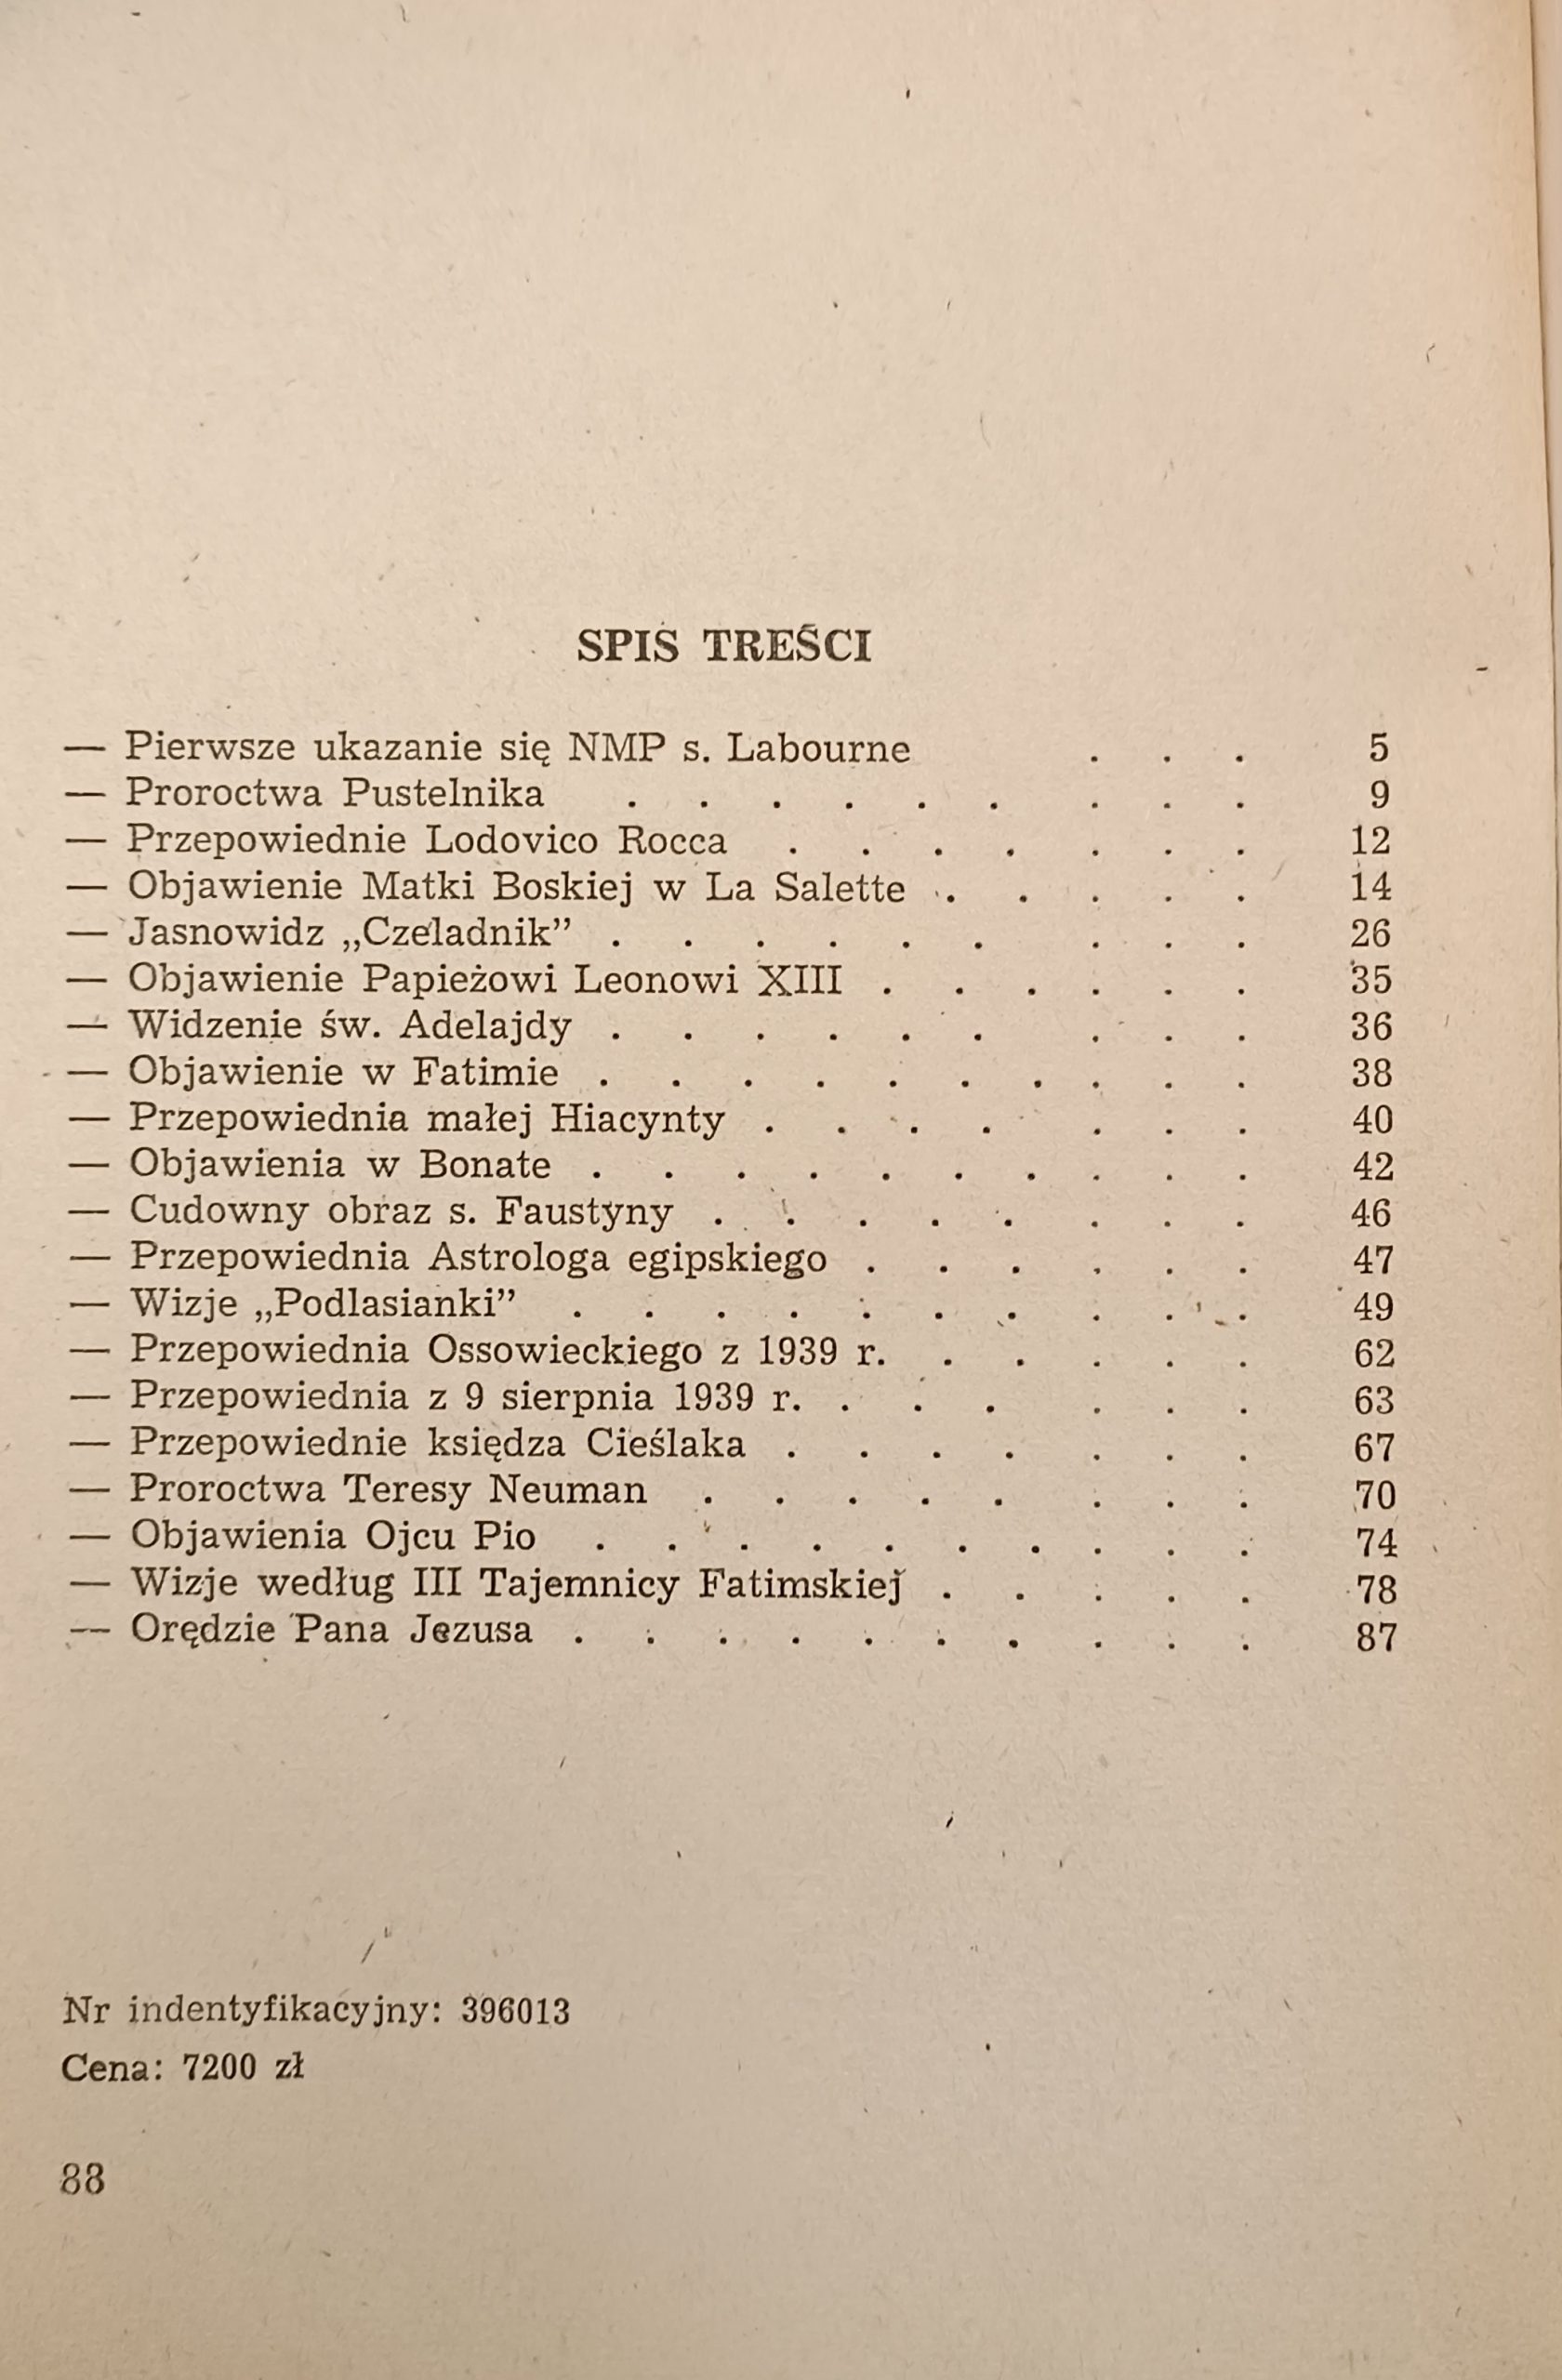 SPIS TREŚCI
— Pierwsze ukazanie się NMP s. Labourne . . . 5
— Proroctwa Pustelnika . . . . . . . . . 9
— Przepowiednie Lodovico Rocca . . . . . . . 12
— Objawienie Matki Boskiej w La Salette . . . . . 14
— Jasnowidz „Czeladnik” . . . . . . . . . 26
— Objawienie Papieżowi Leonowi XIII . . . . . . 35
— Widzenie św. Adelajdy . . . . . . . . . 36
— Objawienie w Fatimie . . . . . . . . . . 38
— Przepowiednia małej Hiacynty . . . . . . . 40
— Objawienia w Bonate . . . . . . . . . . 42
— Cudowny obraz s. Faustyny . . . . . . . . 46
— Przepowiednia Astrologa egipskiego . . . . . . 47
— Wizje „Podlasianki” . . . . . . . . . . 49
— Przepowiednia Ossowieckiego z 1939 r. . . . . . 62
— Przepowiednia z 9 sierpnia 1939 r. . . . . . . 63
— Przepowiednie księdza Cieślaka . . . . . . . 67
— Proroctwa Teresy Neuman . . . . . . . . 70
— Objawienia Ojcu Pio . . . . . . . . . . 74
— Wizje według III Tajemnicy Fatimskiej . . . . . 78
— Orędzie Pana Jezusa . . . . . . . . . . 87
Nr indentyfikacyjny: 396013
Cena: 7200 zł
88